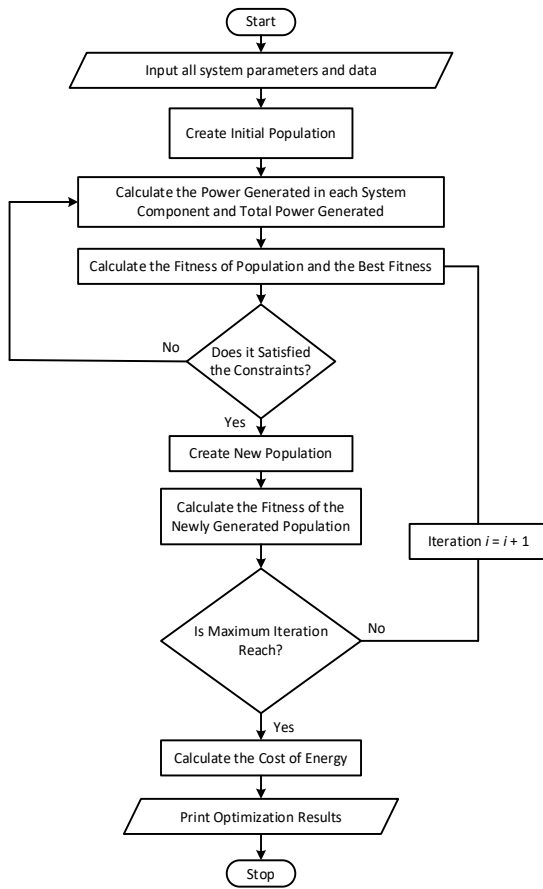 Start
Input all system parameters and data
Create Initial Population
Calculate the Power Generated in each System
Component and Total Power Generated
Calculate the Fitness of Population and the Best Fitness
No
Does it Satisfied
the Constraints?
Yes
Create New Population
Calculate the Fitness of the
Newly Generated Population
Iteration i = i + 1
Is Maximum Iteration
Reach?
No
Yes
Calculate the Cost of Energy
Print Optimization Results
Stop